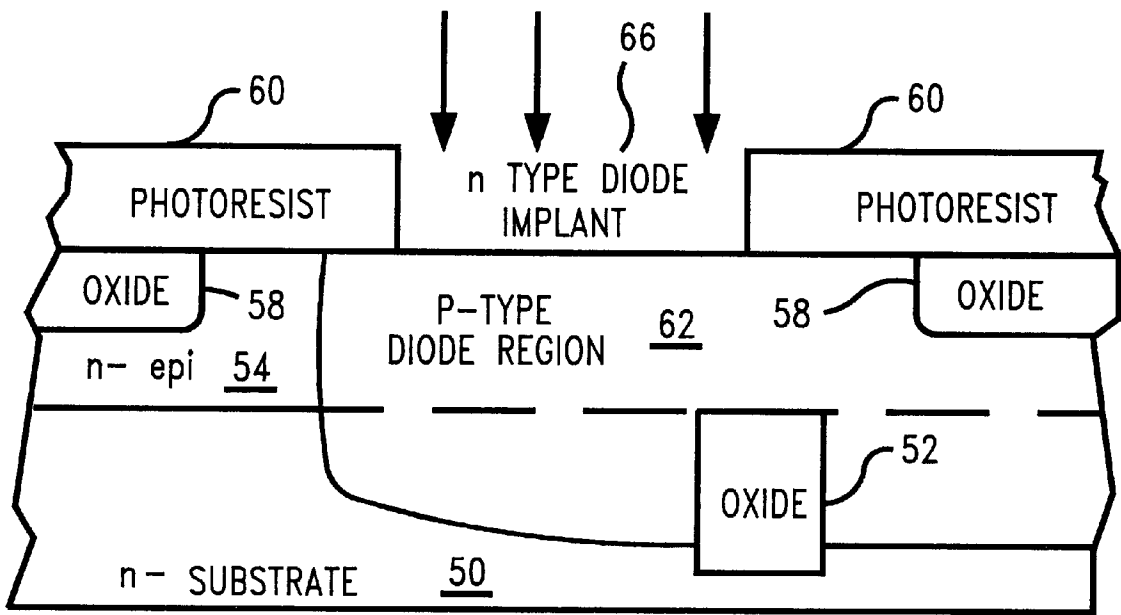 66
60
60
n TYPE DIODE
IMPLANT
PHOTORESIST
PHOTORESIST
OXIDE
58
P-TYPE
DIODE REGION
62
58
OXIDE
n- epi 54
52
OXIDE
n- SUBSTRATE 50